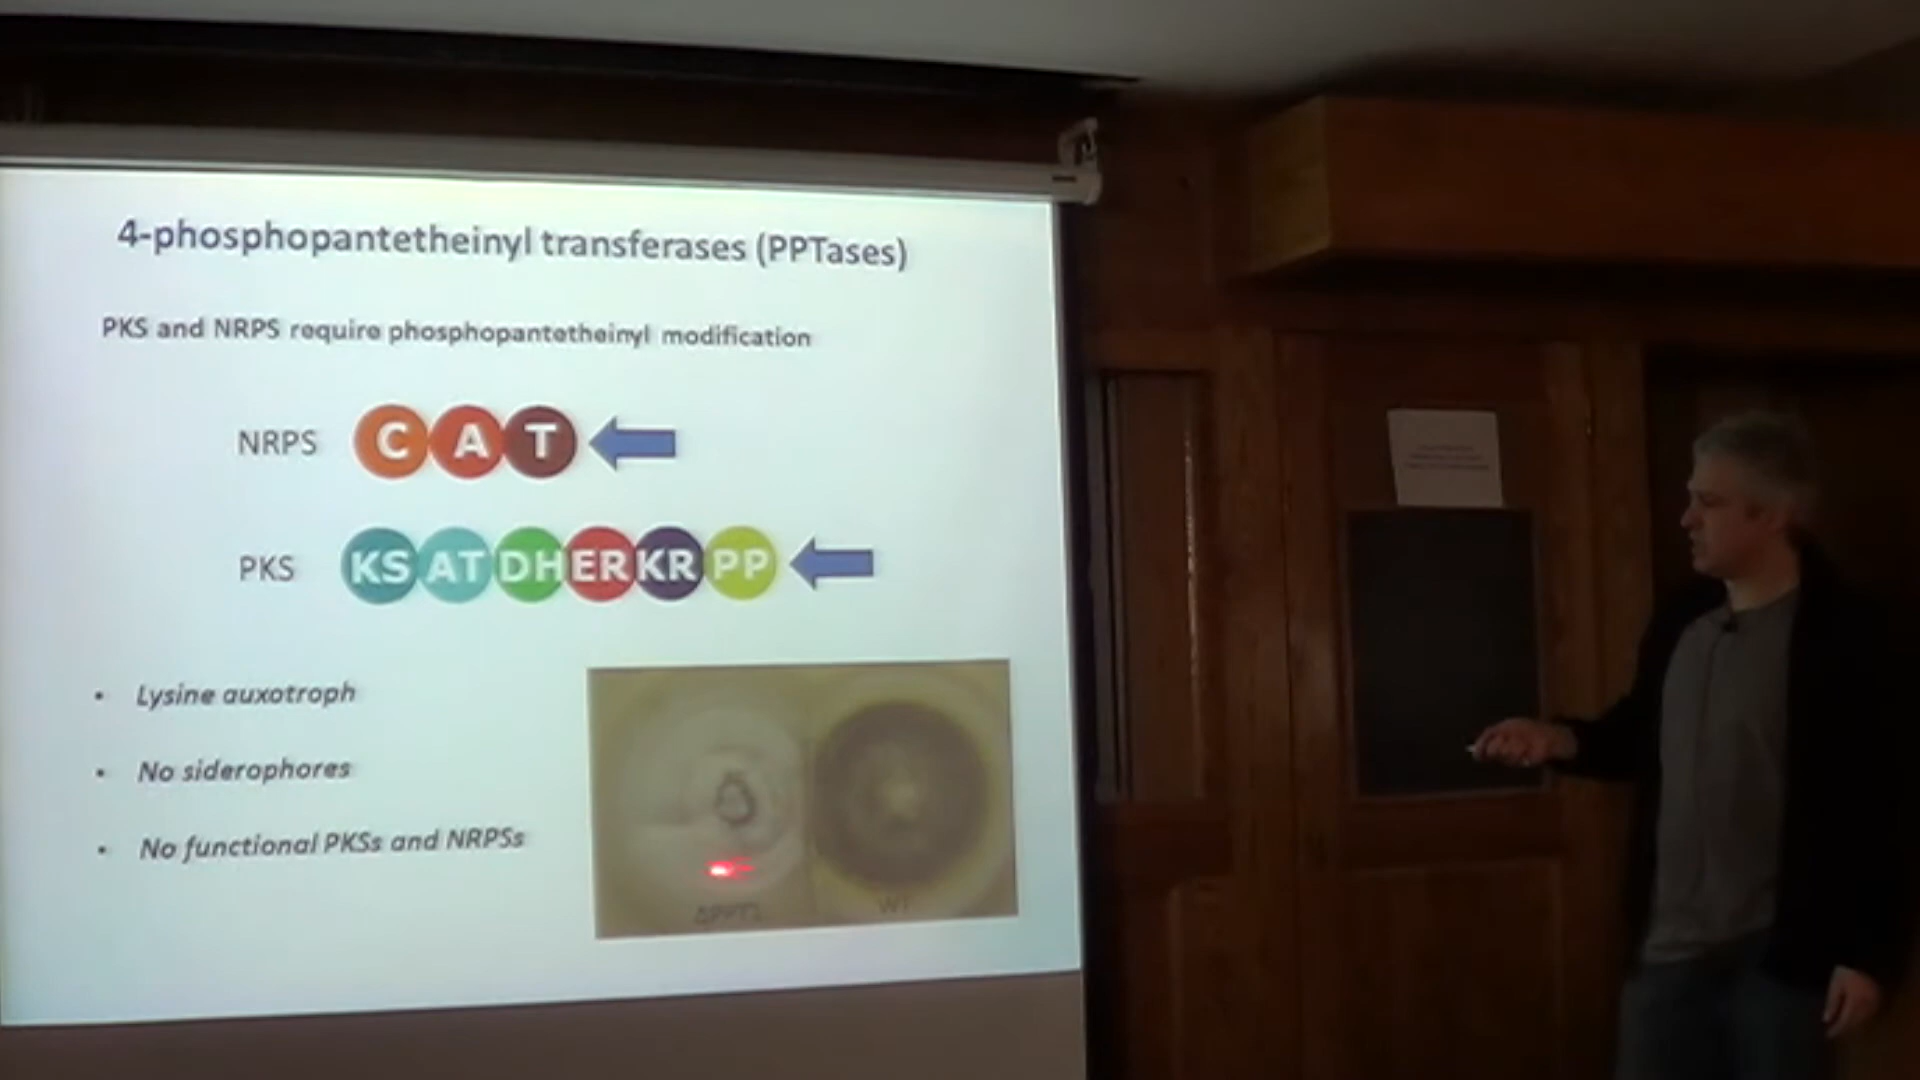 4-phosphopantetheinyl transferases (PPTases)
PKS and NRPS require phosphopantetheinyl modification
NRPS C A T
PKS KS AT DH ER KR PP
• Lysine auxotroph
• No siderophores
• No functional PKSs and NRPSs
WT